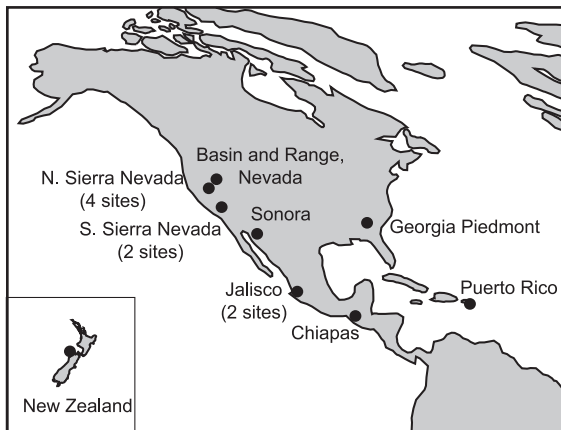 Basin and Range,
Nevada
N. Sierra Nevada
(4 sites)
S. Sierra Nevada
(2 sites)
Sonora
Georgia Piedmont
Jalisco
(2 sites)
Puerto Rico
Chiapas
New Zealand